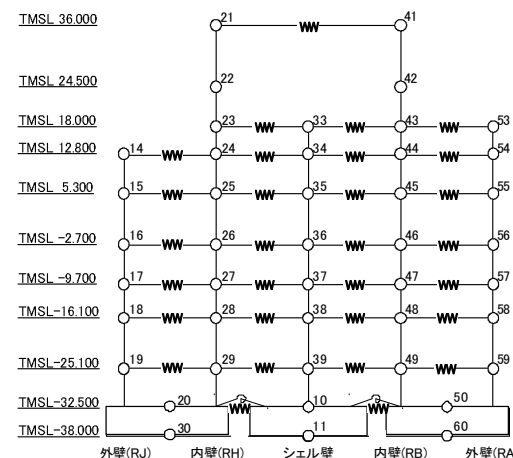 TMSL 36.000 21 41
TMSL 24.500 22 42
TMSL 18.000 23 33 43 53
TMSL 12.800 14 24 34 44 54
TMSL 5.300 15 25 35 45 55
TMSL -2.700 16 26 36 46 56
TMSL -9.700 17 27 37 47 57
TMSL-16.100 18 28 38 48 58
TMSL-25.100 19 29 39 49 59
TMSL-32.500 20 10 50
TMSL-38.000 30 11 60
外壁(RJ) 内壁(RH) シェル壁 内壁(RB) 外壁(RA